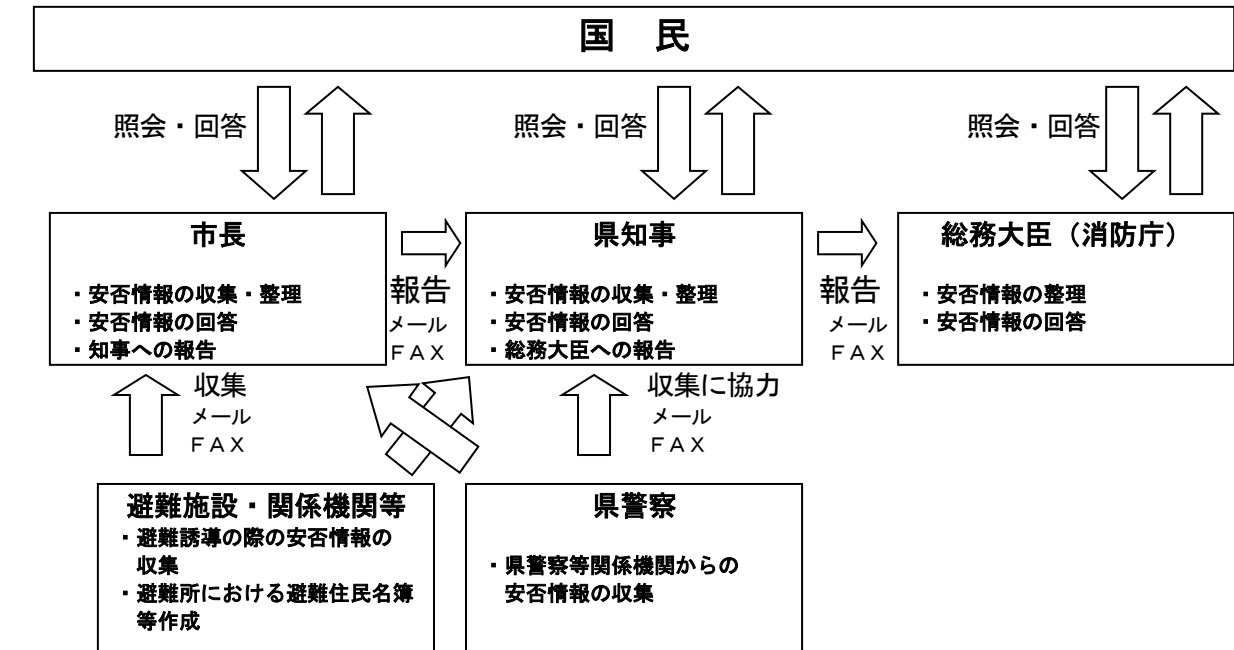 国　民
照会・回答
照会・回答
照会・回答
市長
・安否情報の収集・整理
・安否情報の回答
・知事への報告
報告
メール
ＦＡＸ
県知事
・安否情報の収集・整理
・安否情報の回答
・総務大臣への報告
報告
メール
ＦＡＸ
総務大臣（消防庁）
・安否情報の整理
・安否情報の回答
収集
メール
ＦＡＸ
収集に協力
メール
ＦＡＸ
避難施設・関係機関等
・避難誘導の際の安否情報の
収集
・避難所における避難住民名簿
等作成
県警察
・県警察等関係機関からの
安否情報の収集